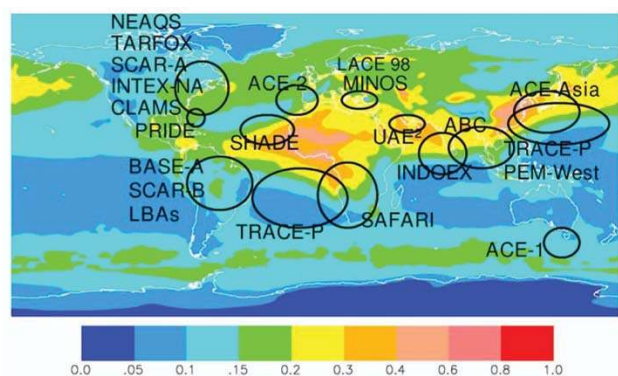 NEAQS
TARFOX
SCAR-A
INTEX-NA
CLAMS
PRIDE
ACE-2
LACE 98
MINOS
ACE Asia
SHADE
UAE²
ABC
INDOEX
TRACE-P
PEM-West
BASE-A
SCAR-B
LBAs
TRACE-P
SAFARI
ACE-1
0.0 .05 0.1 .15 0.2 0.3 0.4 0.6 0.8 1.0